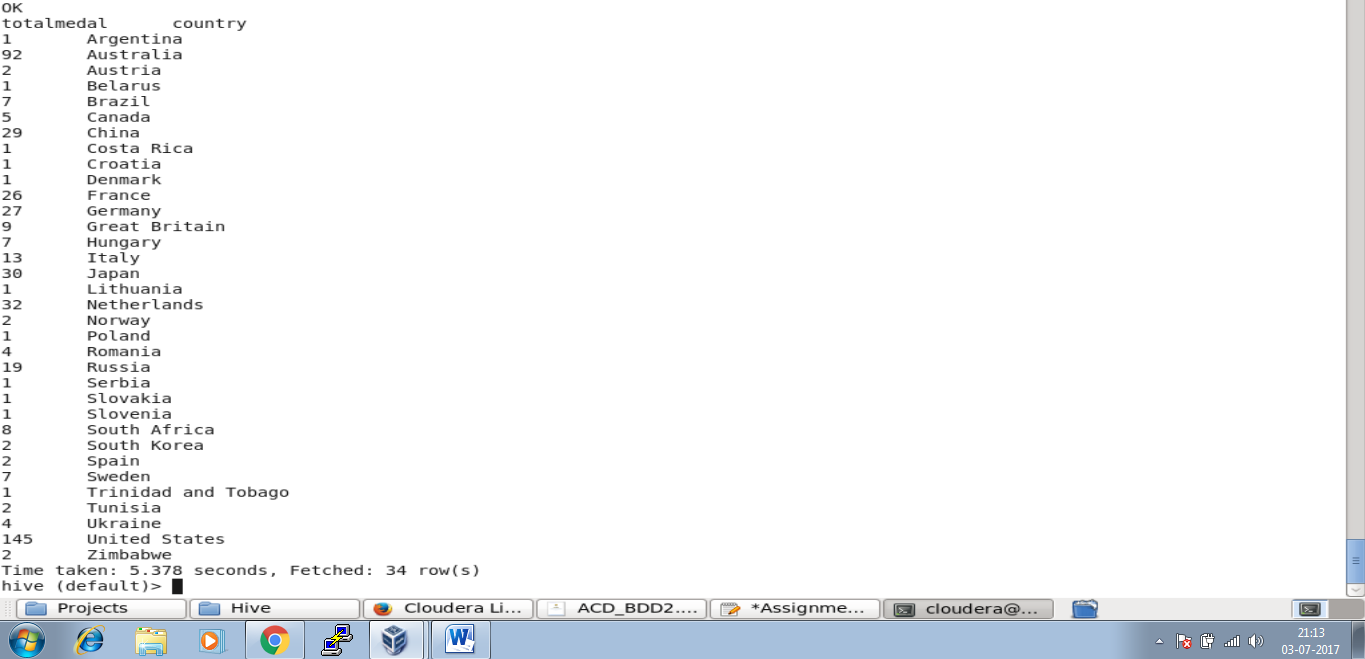 OK
totalmedal country
1 Argentina
92 Australia
2 Austria
1 Belarus
7 Brazil
5 Canada
29 China
1 Costa Rica
1 Croatia
1 Denmark
26 France
27 Germany
9 Great Britain
7 Hungary
13 Italy
30 Japan
1 Lithuania
32 Netherlands
2 Norway
1 Poland
4 Romania
19 Russia
1 Serbia
1 Slovakia
1 Slovenia
8 South Africa
2 South Korea
2 Spain
7 Sweden
1 Trinidad and Tobago
2 Tunisia
4 Ukraine
145 United States
2 Zimbabwe
Time taken: 5.378 seconds, Fetched: 34 row(s)
hive (default)>
Projects Hive Cloudera Li... ACD_BDD2.... *Assignme... cloudera@...
21:13
03-07-2017